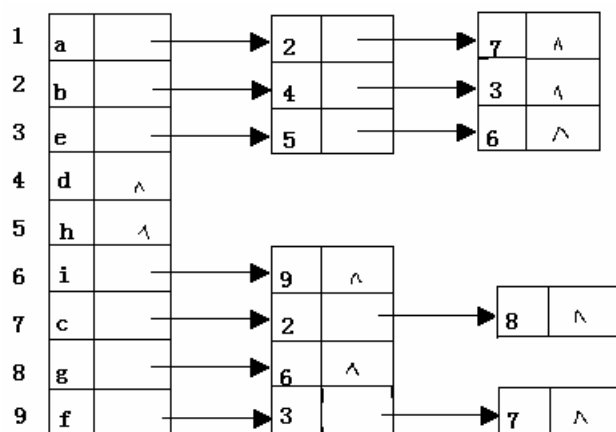 1 a 2 7 ∧
2 b 4 3 ∧
3 e 5 6 ∧
4 d ∧
5 h ∧
6 i 9 ∧
7 c 2 8 ∧
8 g 6 ∧
9 f 3 7 ∧